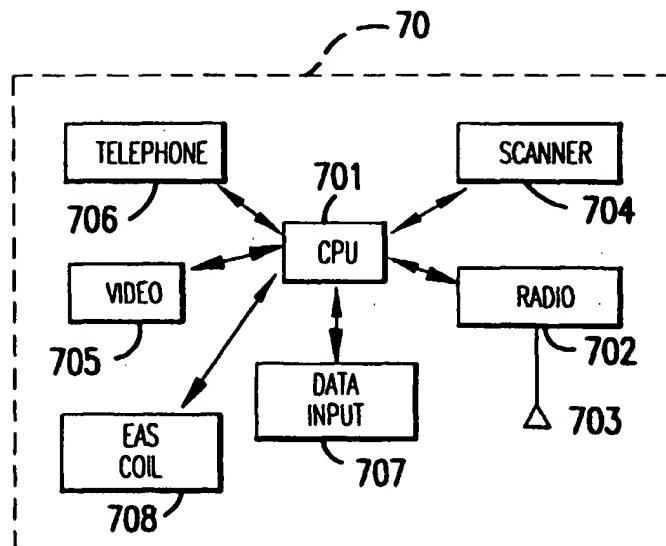 70
TELEPHONE
706
SCANNER
704
701
CPU
VIDEO
705
RADIO
702
703
DATA
INPUT
707
EAS
COIL
708